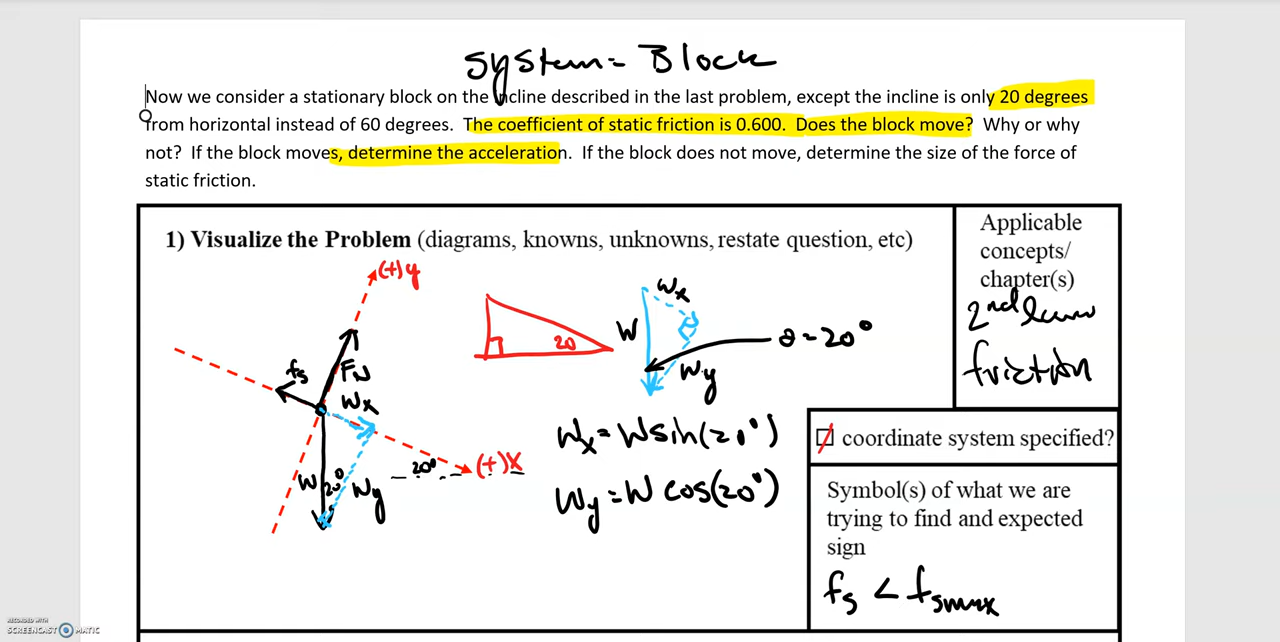 System = Block
Now we consider a stationary block on the incline described in the last problem, except the incline is only 20 degrees
from horizontal instead of 60 degrees. The coefficient of static friction is 0.600. Does the block move? Why or why
not? If the block moves, determine the acceleration. If the block does not move, determine the size of the force of
static friction.
1) Visualize the Problem (diagrams, knowns, unknowns, restate question, etc)
Applicable
concepts/
chapter(s)
2nd law
friction
(+)y
fs
FN
Wx
W
20°
Wy
20°
(+)x
20
Wx
W
θ=20°
Wy
Wx=Wsin(20°)
Wy=Wcos(20°)
coordinate system specified?
Symbol(s) of what we are
trying to find and expected
sign
fs < fsmax
RECORDED WITH
SCREENCAST MATIC